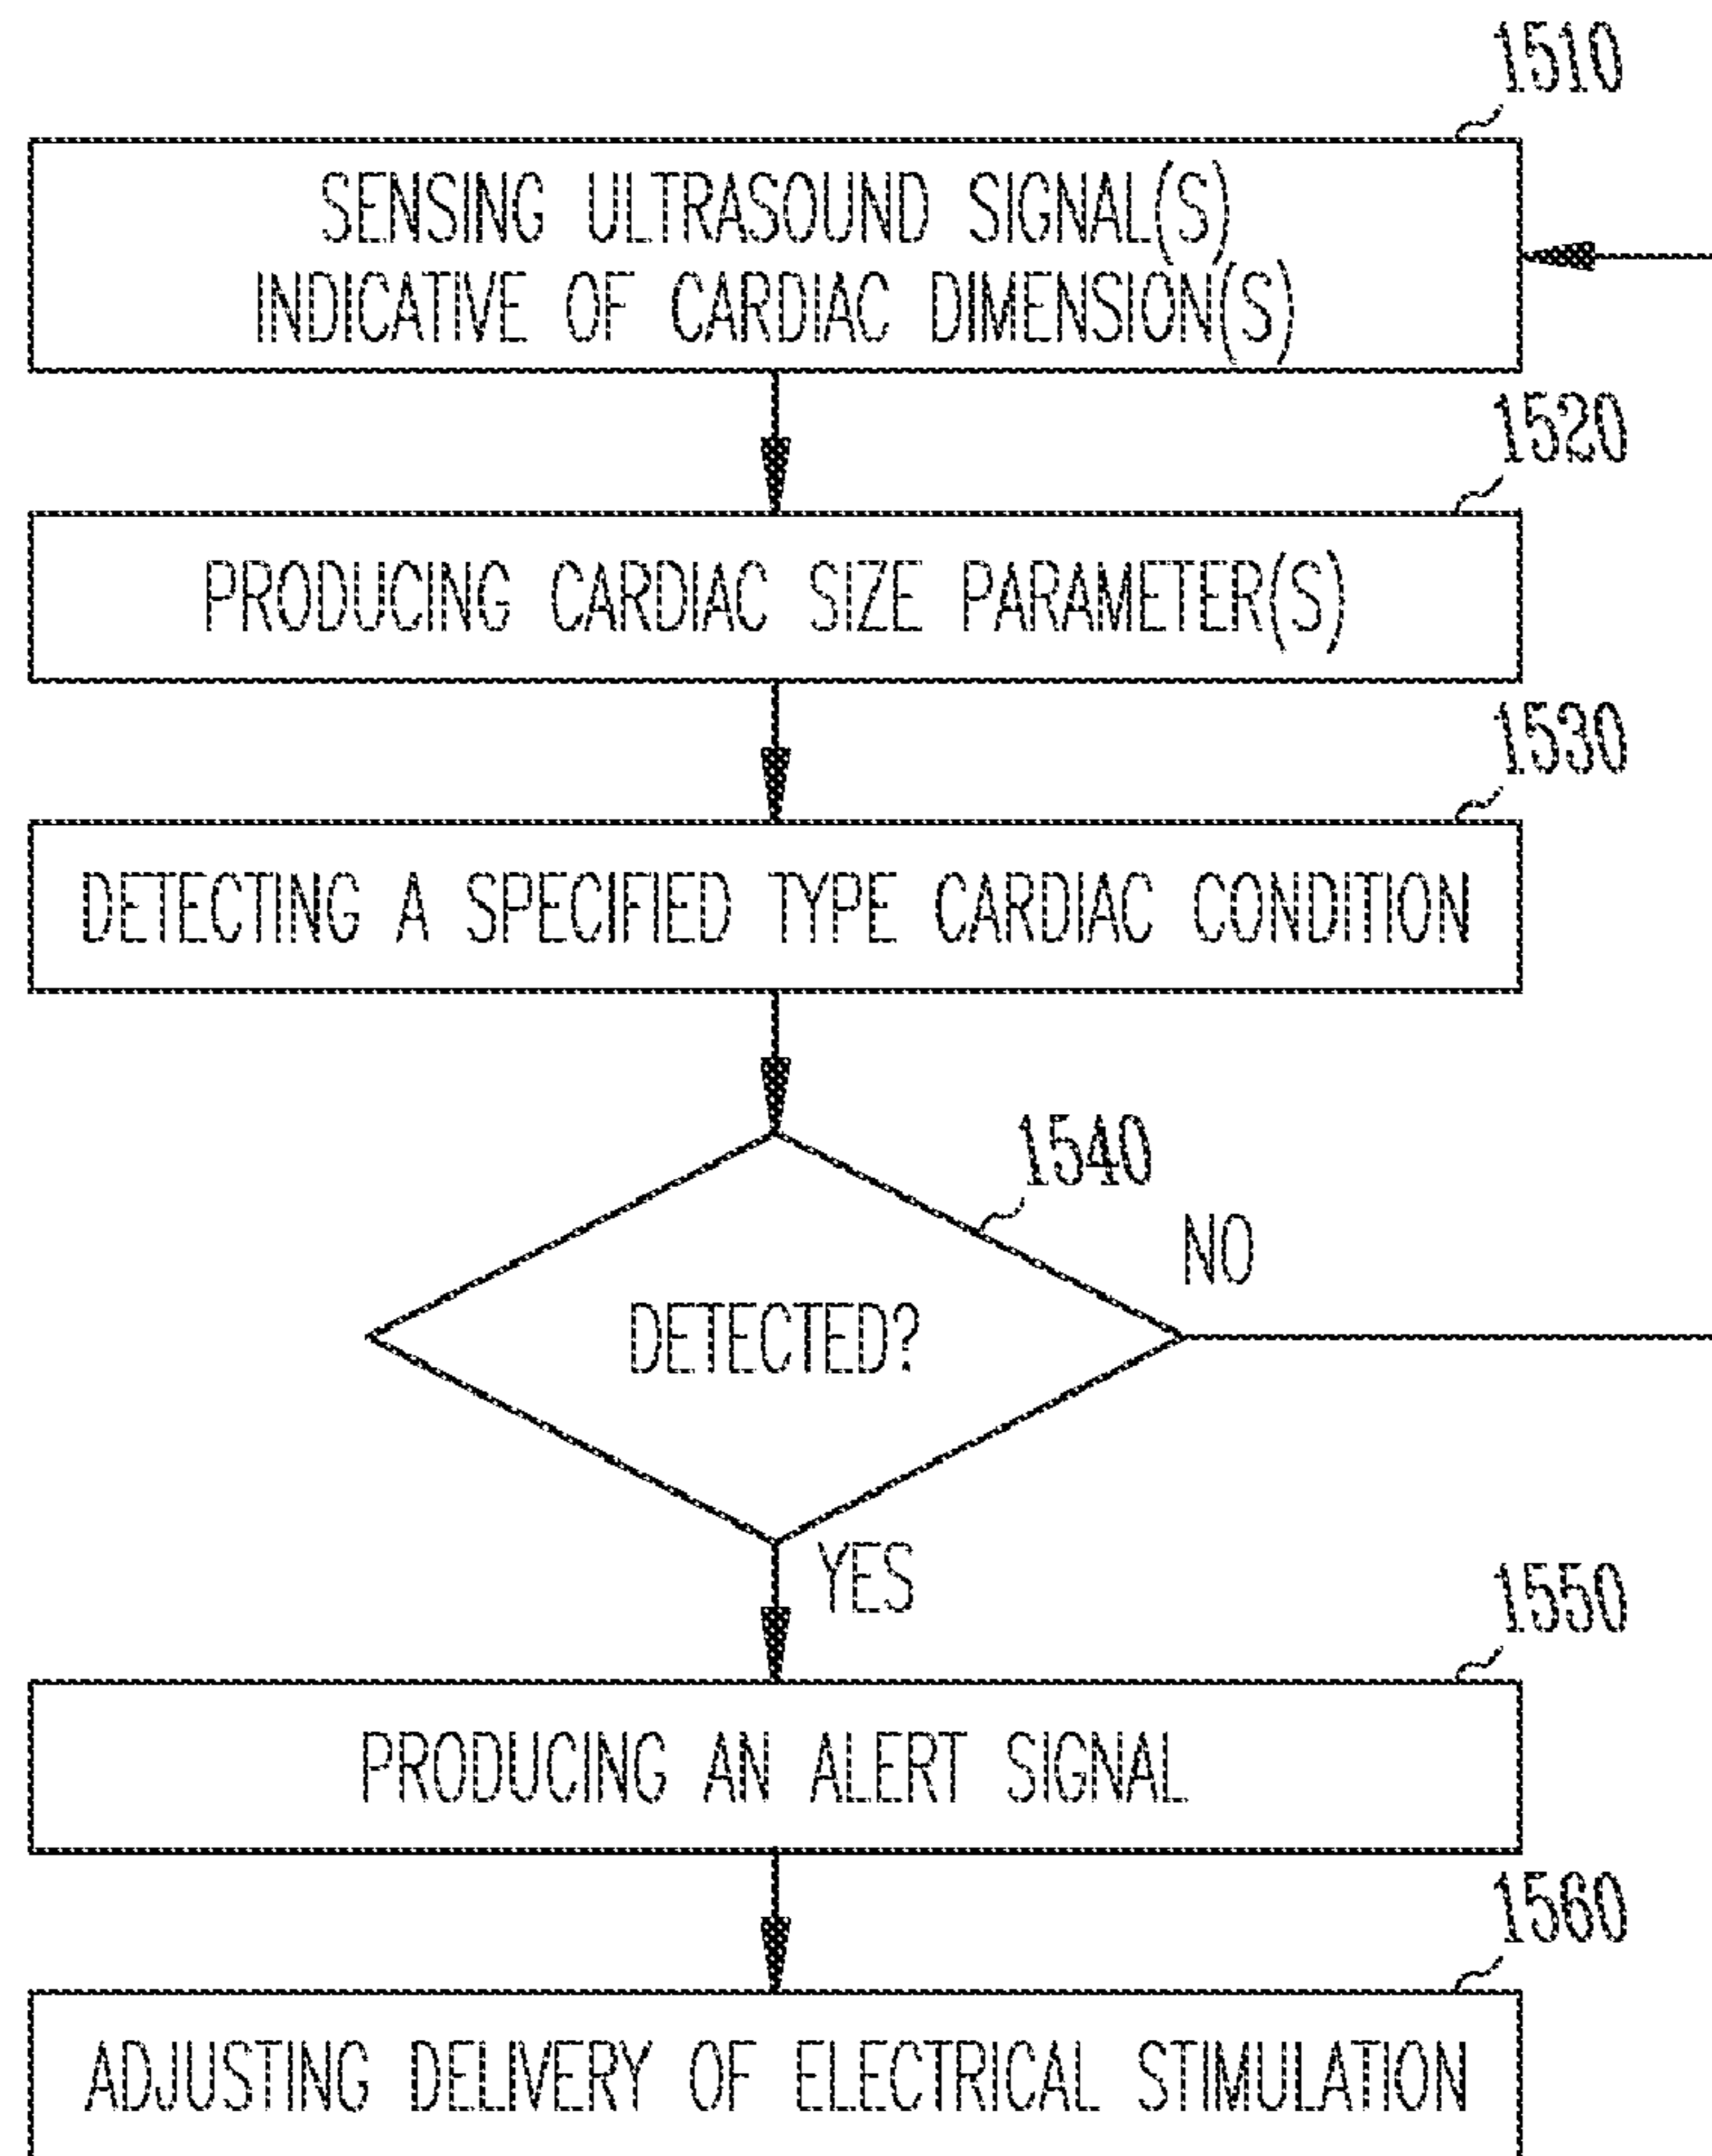 1510
SENSING ULTRASOUND SIGNAL(S)
INDICATIVE OF CARDIAC DIMENSION(S)
1520
PRODUCING CARDIAC SIZE PARAMETER(S)
1530
DETECTING A SPECIFIED TYPE CARDIAC CONDITION
1540
NO
DETECTED?
YES
1550
PRODUCING AN ALERT SIGNAL
1560
ADJUSTING DELIVERY OF ELECTRICAL STIMULATION